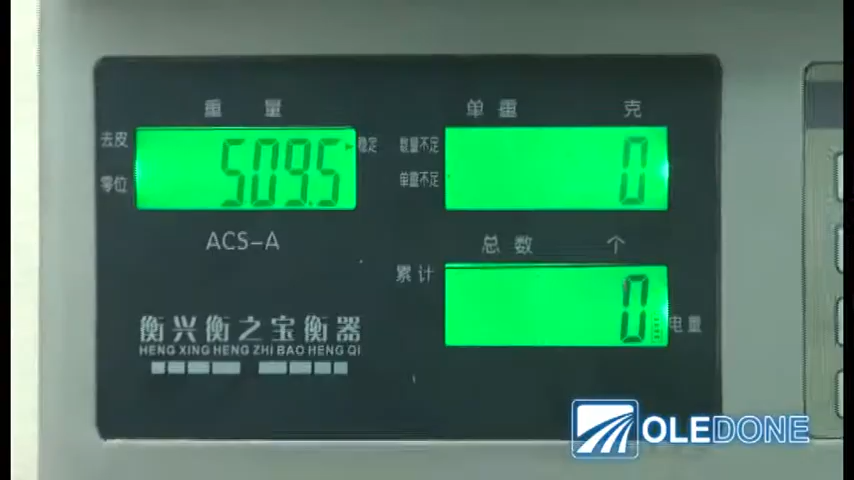 重 量
单 重 克
去皮
509.5
稳定
数量不足
0
零位
单重不足
ACS-A
总 数 个
累计
0
电量
衡兴衡之宝衡器
HENG XING HENG ZHI BAO HENG QI
OLEDONE